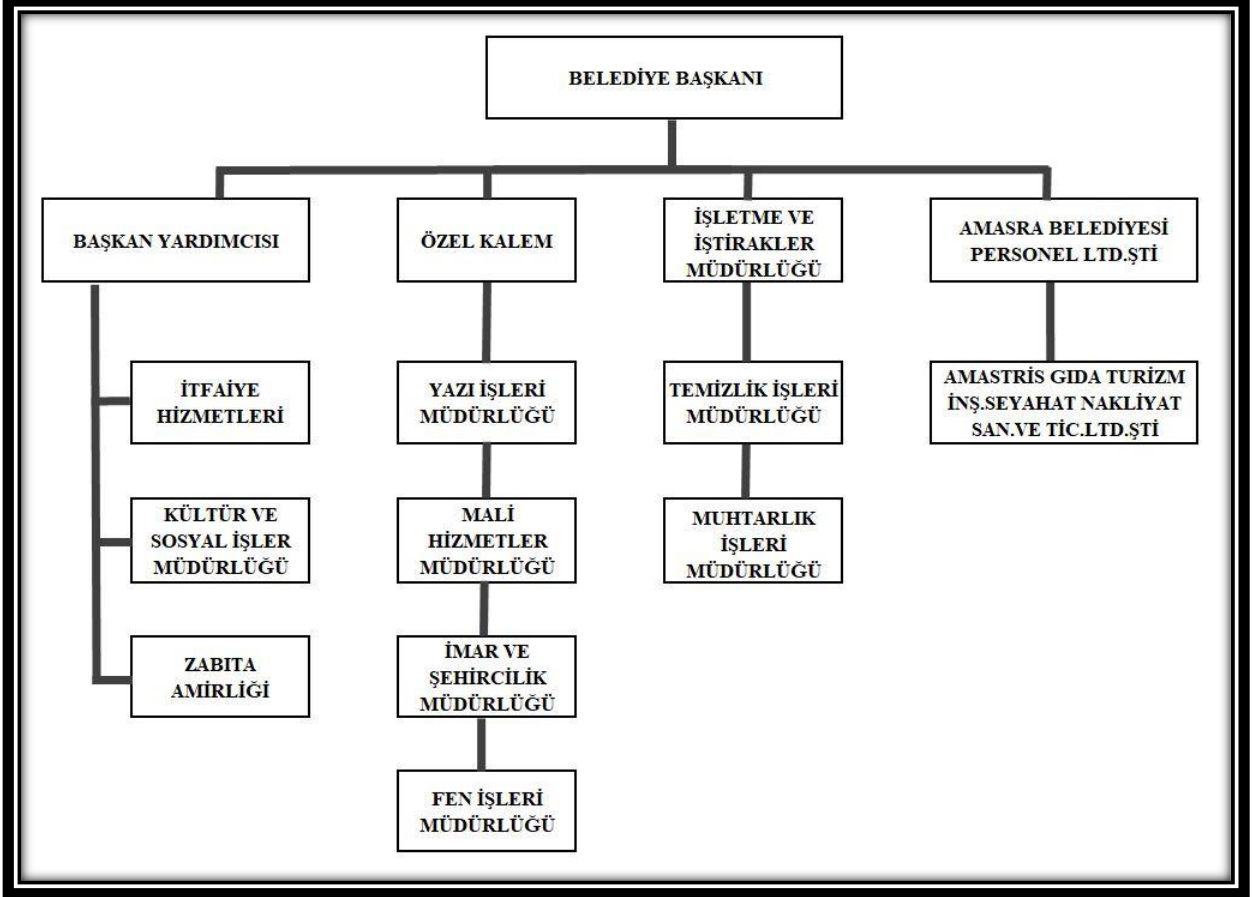 BELEDİYE BAŞKANI
BAŞKAN YARDIMCISI
ÖZEL KALEM
İŞLETME VE
İŞTİRAKLER
MÜDÜRLÜĞÜ
AMASRA BELEDİYESİ
PERSONEL LTD.ŞTİ
İTFAİYE
HİZMETLERİ
YAZI İŞLERİ
MÜDÜRLÜĞÜ
TEMİZLİK İŞLERİ
MÜDÜRLÜĞÜ
AMASTRİS GIDA TURİZM
İNŞ.SEYAHAT NAKLİYAT
SAN.VE TİC.LTD.ŞTİ
KÜLTÜR VE
SOSYAL İŞLER
MÜDÜRLÜĞÜ
MALİ
HİZMETLER
MÜDÜRLÜĞÜ
MUHTARLIK
İŞLERİ
MÜDÜRLÜĞÜ
ZABITA
AMİRLİĞİ
İMAR VE
ŞEHİRCİLİK
MÜDÜRLÜĞÜ
FEN İŞLERİ
MÜDÜRLÜĞÜ